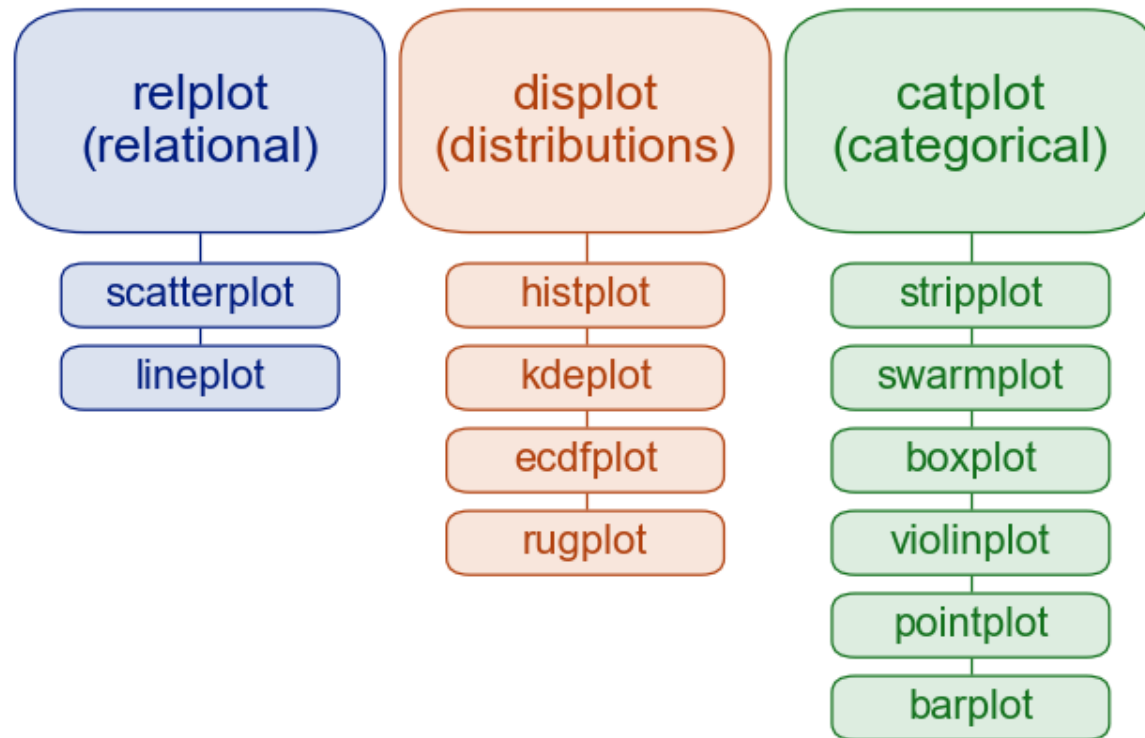 relplot
(relational)
scatterplot
lineplot
displot
(distributions)
histplot
kdeplot
ecdfplot
rugplot
catplot
(categorical)
stripplot
swarmplot
boxplot
violinplot
pointplot
barplot